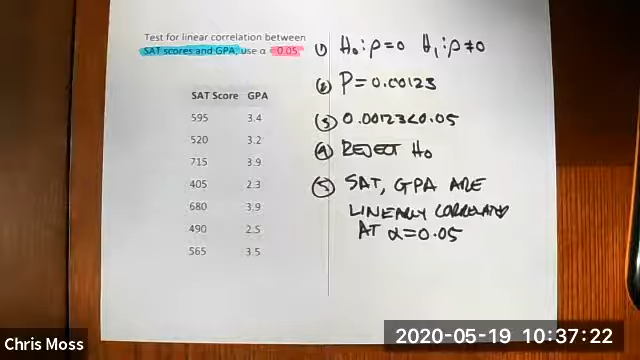 Test for linear correlation between
SAT scores and GPA, use α = 0.05.
SAT Score GPA
595 3.4
520 3.2
715 3.9
405 2.3
680 3.9
490 2.5
565 3.5
① H₀: ρ=0 H₁: ρ≠0
② P=0.00123
③ 0.00123<0.05
④ REJECT H₀
⑤ SAT, GPA ARE
LINEARLY CORRELATED
AT α=0.05
Chris Moss
2020-05-19 10:37:22